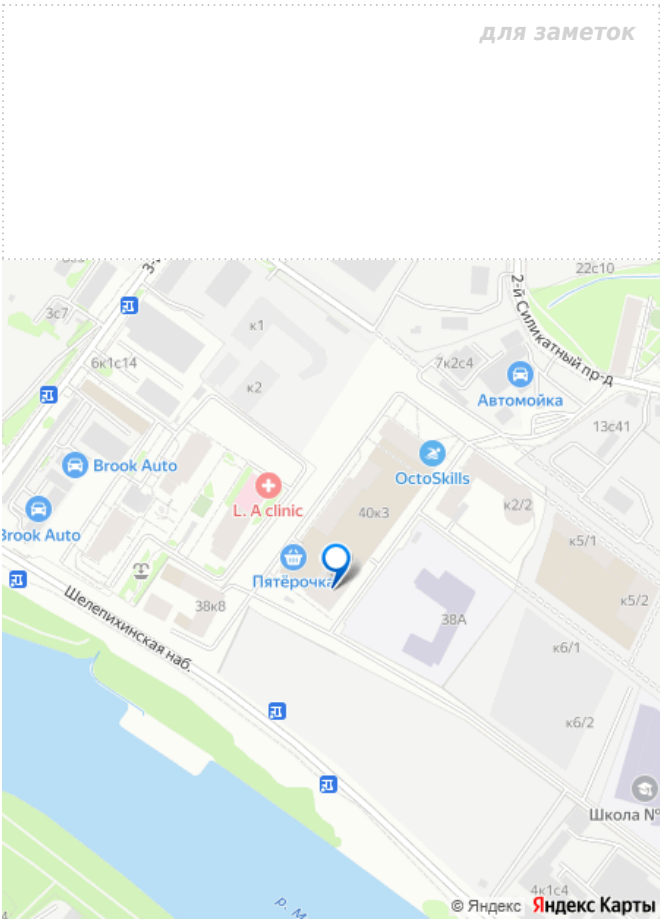 для заметок
22с10
3-
3с7
к1
2-й Силикатный пр-д
6к1с14
7к2с4
к2
Автомойка
13с41
Brook Auto
OctoSkills
L. A clinic
40к3
к2/2
Brook Auto
к5/1
Пятёрочка
Шелепихинская наб.
38к8
38А
к5/2
к6/1
к6/2
Школа №
4к1с4
4
р. М
© Яндекс Яндекс Карты